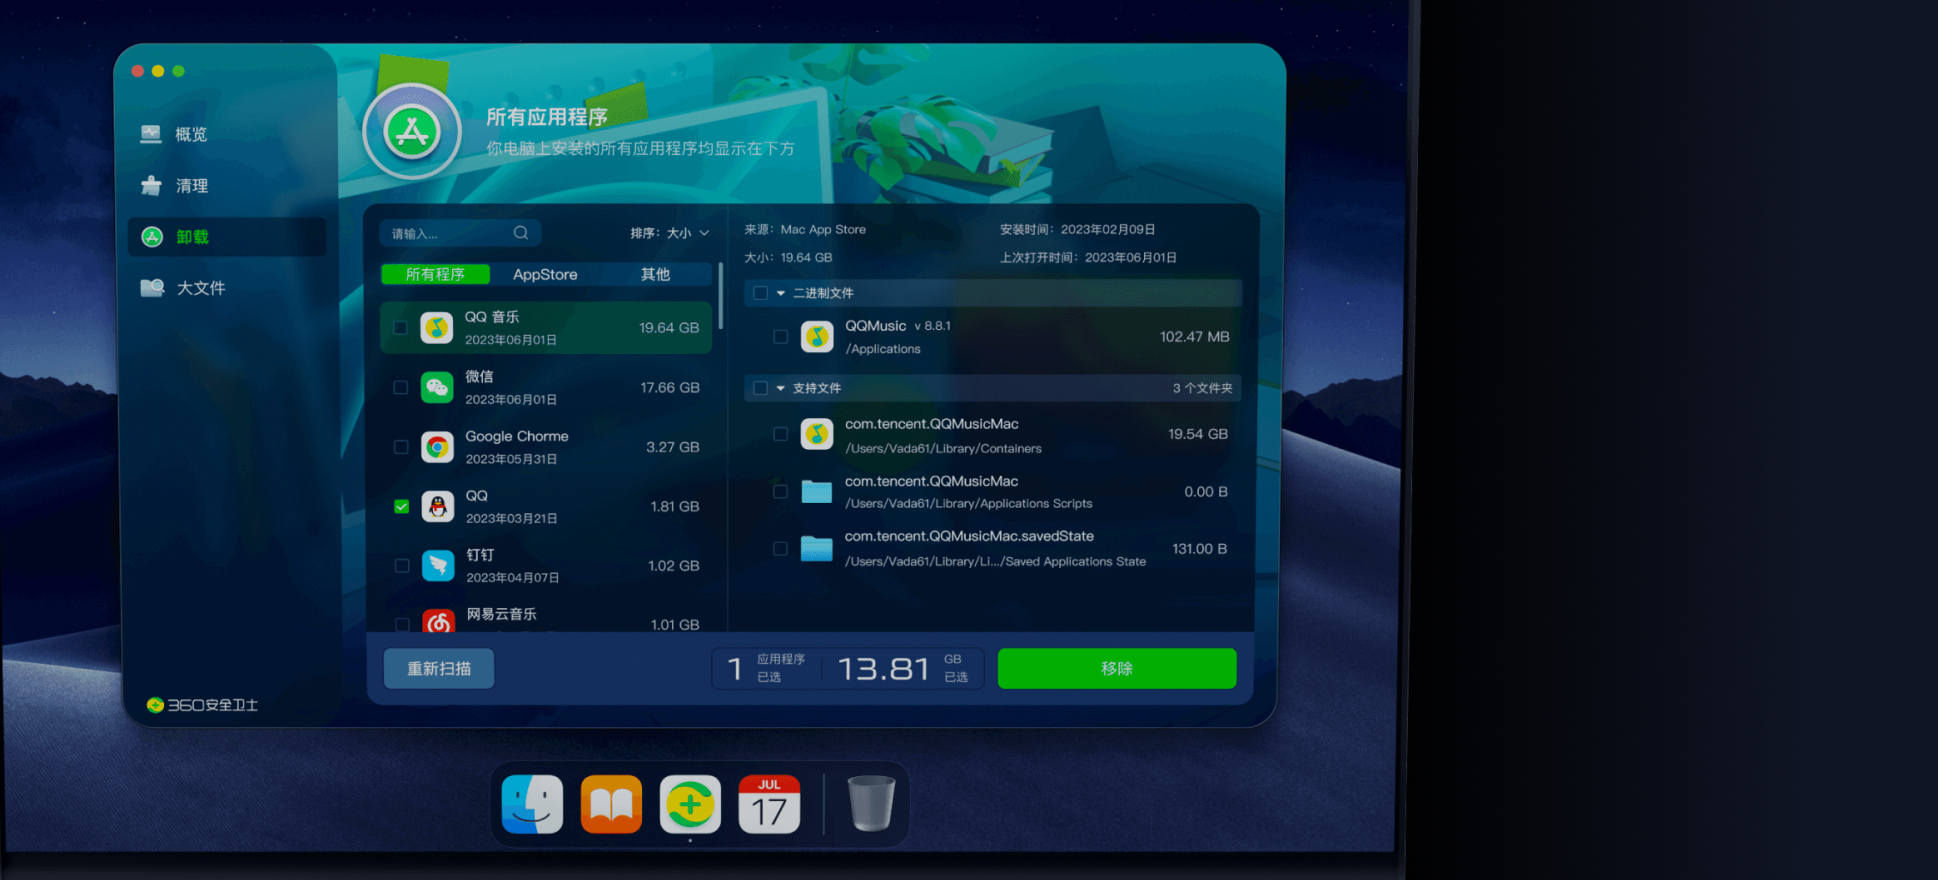 概览
清理
卸载
大文件
360安全卫士
所有应用程序
你电脑上安装的所有应用程序均显示在下方
请输入...
排序：大小
所有程序
AppStore
其他
QQ 音乐
2023年06月01日
19.64 GB
微信
2023年06月01日
17.66 GB
Google Chorme
2023年05月31日
3.27 GB
QQ
2023年03月21日
1.81 GB
钉钉
2023年04月07日
1.02 GB
网易云音乐
1.01 GB
来源：Mac App Store
安装时间：2023年02月09日
大小：19.64 GB
上次打开时间：2023年06月01日
二进制文件
QQMusic v 8.8.1
/Applications
102.47 MB
支持文件
3 个文件夹
com.tencent.QQMusicMac
/Users/Vada61/Library/Containers
19.54 GB
com.tencent.QQMusicMac
/Users/Vada61/Library/Applications Scripts
0.00 B
com.tencent.QQMusicMac.savedState
/Users/Vada61/Library/Li.../Saved Applications State
131.00 B
重新扫描
1
应用程序
已选
13.81
GB
已选
移除
JUL
17